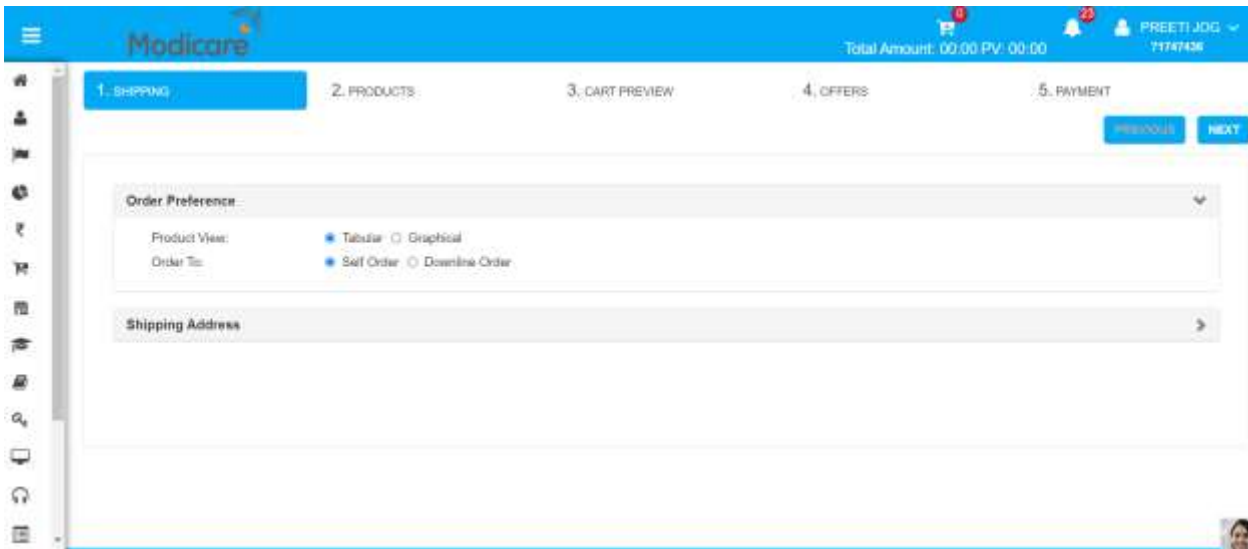 0
23
PREETI JOG
Modicare
Total Amount: 00:00 PV: 00:00
71747436
1. SHIPPING
2. PRODUCTS
3. CART PREVIEW
4. OFFERS
5. PAYMENT
PREVIOUS
NEXT
Order Preference
Product View:
Tabular
Graphical
Order To:
Self Order
Downline Order
Shipping Address